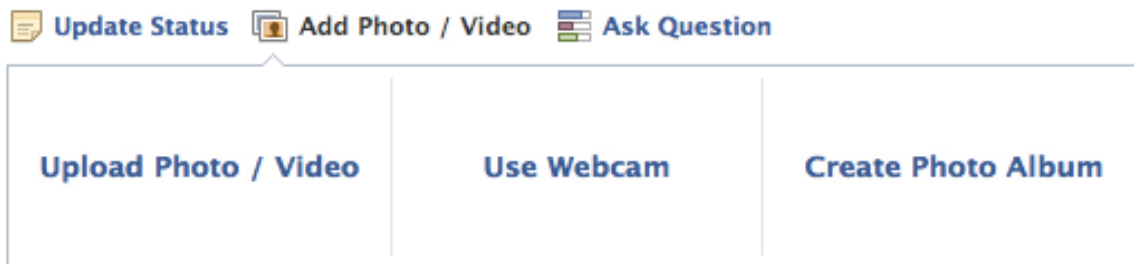 Update Status Add Photo / Video Ask Question
Upload Photo / Video Use Webcam Create Photo Album